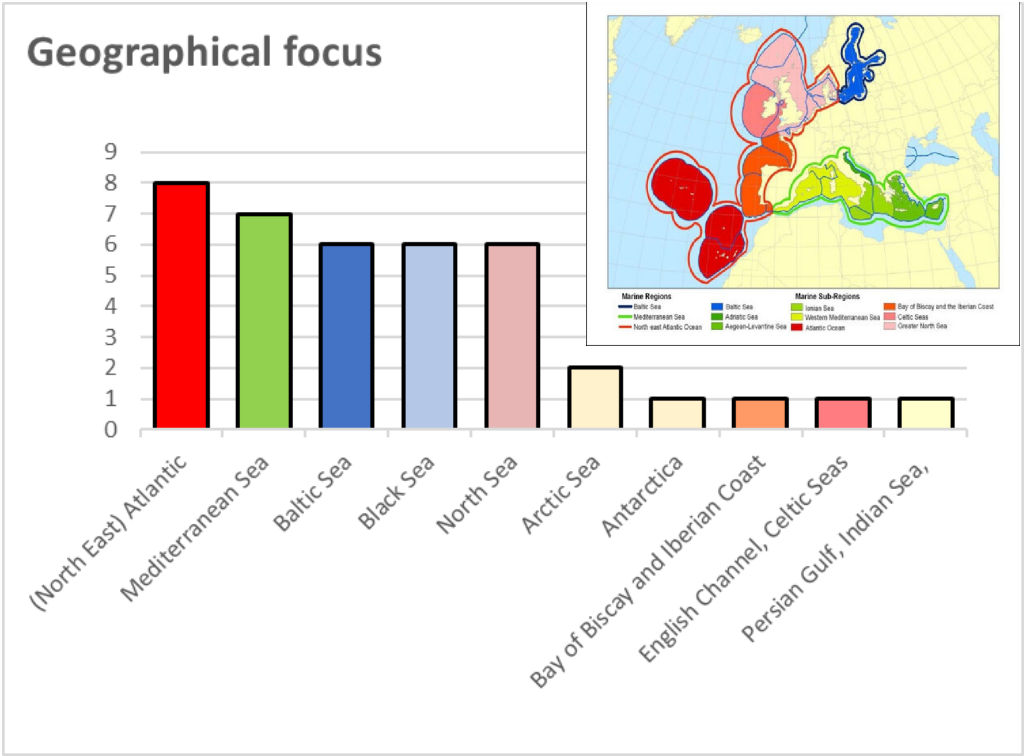 Geographical focus
9
8
7
6
5
4
3
2
1
0
(North East) Atlantic
Mediterranean Sea
Baltic Sea
Black Sea
North Sea
Arctic Sea
Antarctica
Bay of Biscay and Iberian Coast
English Channel, Celtic Seas
Persian Gulf, Indian Sea,
Marine Regions
Baltic Sea
Mediterranean Sea
North east Atlantic Ocean
Baltic Sea
Adriatic Sea
Aegean-Levantine Sea
Marine Sub-Regions
Ionian Sea
Western Mediterranean Sea
Atlantic Ocean
Bay of Biscay and the Iberian Coast
Celtic Seas
Greater North Sea